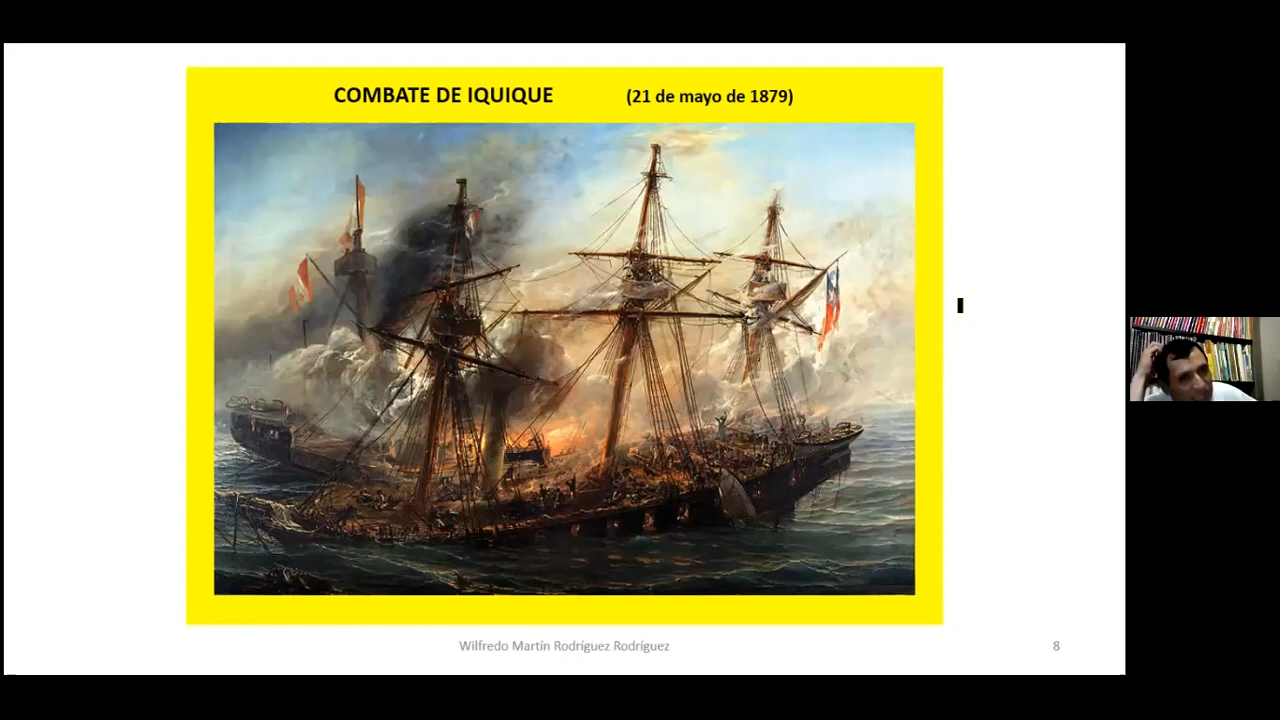 COMBATE DE IQUIQUE (21 de mayo de 1879)
Wilfredo Martín Rodríguez Rodríguez 8